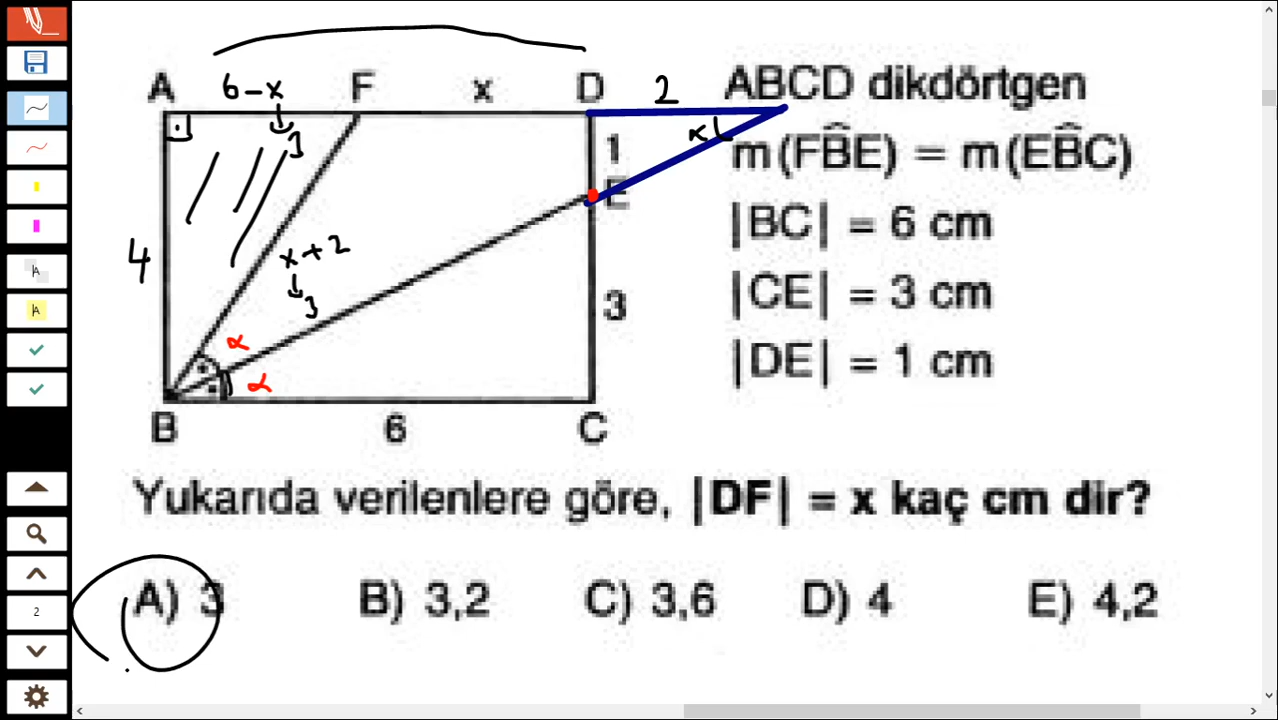 A 6-x F x D 2
ABCD dikdörtgen
3
1
α
m(FBE) = m(EBC)
E
4
x+2
|BC| = 6 cm
3
3
|CE| = 3 cm
α
α
|DE| = 1 cm
B 6 C
Yukarıda verilenlere göre, |DF| = x kaç cm dir?
A) 3 B) 3,2 C) 3,6 D) 4 E) 4,2
A
A
2